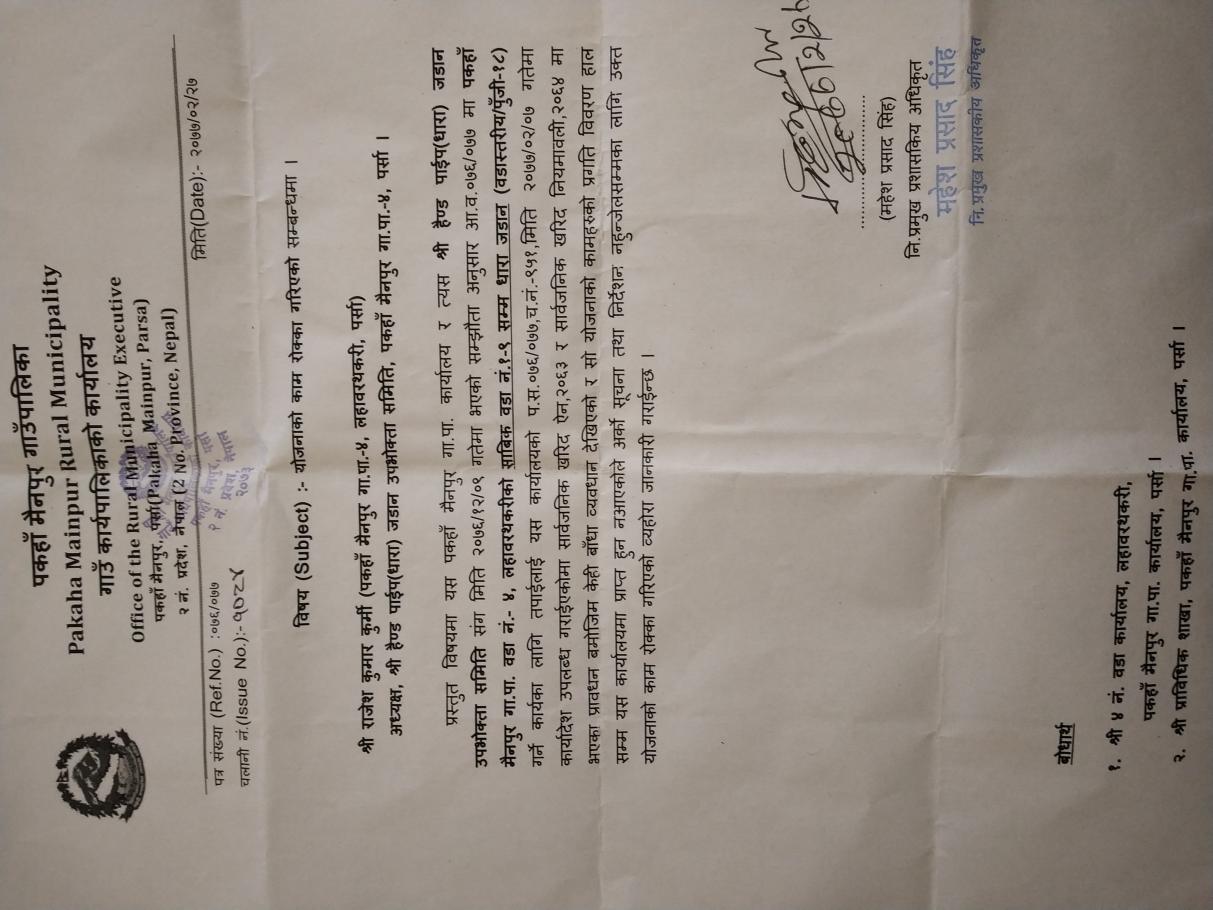 पकहाँ मैनपुर गाउँपालिका
Pakaha Mainpur Rural Municipality
गाउँ कार्यपालिकाको कार्यालय
Office of the Rural Municipality Executive
पकहाँ मैनपुर, पर्सा(Pakaha Mainpur, Parsa)
२ नं. प्रदेश, नेपाल (2 No. Province, Nepal)
पत्र संख्या (Ref.No.) :०७६/०७७
चलानी नं.(Issue No.):-१०२४
मिति(Date):- २०७७/०२/२७
विषय (Subject) :- योजनाको काम रोक्का गरिएको सम्बन्धमा ।
श्री राजेश कुमार कुर्मी (पकहाँ मैनपुर गा.पा.-४, लहावरथकरी, पर्सा)
अध्यक्ष, श्री हैण्ड पाईप(धारा) जडान उपभोक्ता समिति, पकहाँ मैनपुर गा.पा.-४, पर्सा ।
प्रस्तुत विषयमा यस पकहाँ मैनपुर गा.पा. कार्यालय र त्यस श्री हैण्ड पाईप(धारा) जडान
उपभोक्ता समिति संग मिति २०७६/१२/०९ गतेमा भएको सम्झौता अनुसार आ.व.०७६/०७७ मा पकहाँ
मैनपुर गा.पा. वडा नं.- ४, लहावरथकरीको साबिक वडा नं.१-९ सम्म धारा जडान (वडास्तरीय/पुँजी-१८)
गर्ने कार्यका लागि तपाईलाई यस कार्यालयको प.स.०७६/०७७,च.नं.-९५१,मिति २०७७/०२/०७ गतेमा
कार्यादेश उपलब्ध गराईएकोमा सार्वजनिक खरिद ऐन,२०६३ र सार्वजनिक खरिद नियमावली,२०६४ मा
भएका प्रावधन बमोजिम केही बाँधा व्यवधान देखिएको र सो योजनाको कामहरुको प्रगति विवरण हाल
सम्म यस कार्यालयमा प्राप्त हुन नआएकोले अर्को सूचना तथा निर्देशन नहुन्जेलसम्मका लागि उक्त
योजनाको काम रोक्का गरिएको व्यहोरा जानकारी गराईन्छ ।
(महेश प्रसाद सिंह)
नि.प्रमुख प्रशासकिय अधिकृत
महेश प्रसाद सिंह
नि.प्रमुख प्रशासकीय अधिकृत
बोधार्थ
१. श्री ४ नं. वडा कार्यालय, लहावरथकरी,
पकहाँ मैनपुर गा.पा. कार्यालय, पर्सा ।
२. श्री प्राविधिक शाखा, पकहाँ मैनपुर गा.पा. कार्यालय, पर्सा ।